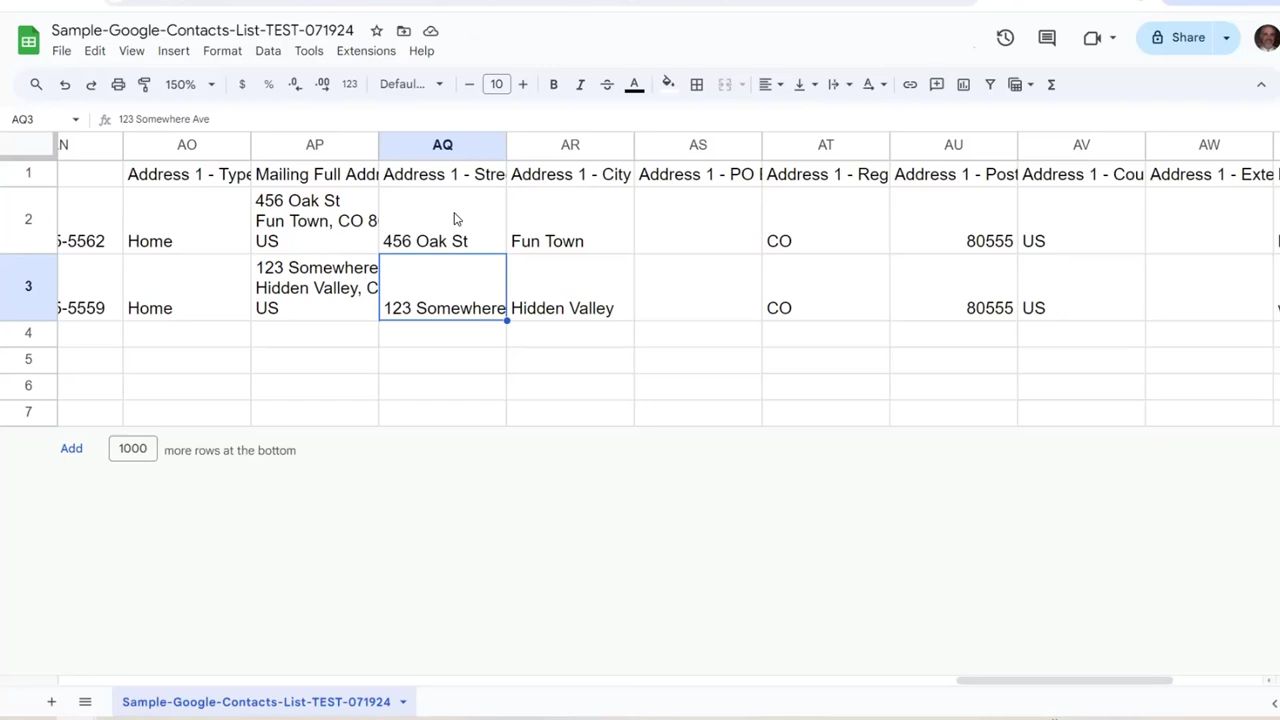 Sample-Google-Contacts-List-TEST-071924
File Edit View Insert Format Data Tools Extensions Help
Share
150% $ % .0 .00 123 Defaul... 10 B I A
AQ3 fx 123 Somewhere Ave
N AO AP AQ AR AS AT AU AV AW
1 Address 1 - Type Mailing Full Addr Address 1 - Stre Address 1 - City Address 1 - PO Address 1 - Reg Address 1 - Post Address 1 - Cou Address 1 - Exte
456 Oak St
Fun Town, CO 8
2 5-5562 Home US 456 Oak St Fun Town CO 80555 US
123 Somewhere
Hidden Valley, C
3 5-5559 Home US 123 Somewhere Hidden Valley CO 80555 US
4
5
6
7
Add 1000 more rows at the bottom
Sample-Google-Contacts-List-TEST-071924